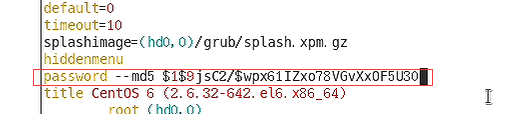 default=0
timeout=10
splashimage=(hd0,0)/grub/splash.xpm.gz
hiddenmenu
password --md5 $1$9jsC2/$wpx61IZxo78VGvXxOF5U30
title CentOS 6 (2.6.32-642.el6.x86_64)
root (hd0,0)